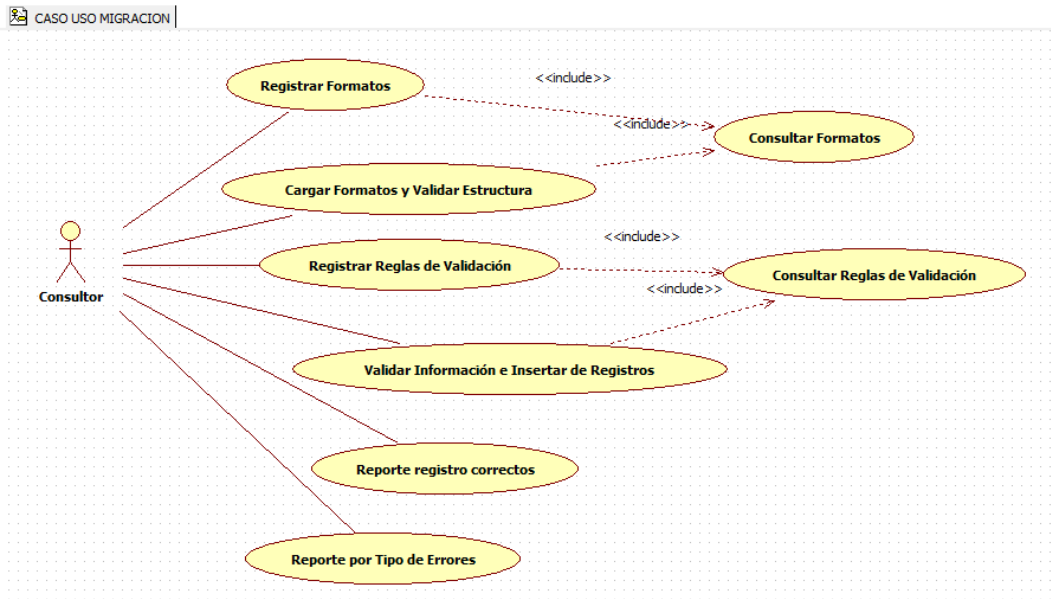 CASO USO MIGRACION
Registrar Formatos
<<include>>
<<include>>
Consultar Formatos
Cargar Formatos y Validar Estructura
<<include>>
Registrar Reglas de Validación
Consultar Reglas de Validación
<<include>>
Consultor
Validar Información e Insertar de Registros
Reporte registro correctos
Reporte por Tipo de Errores